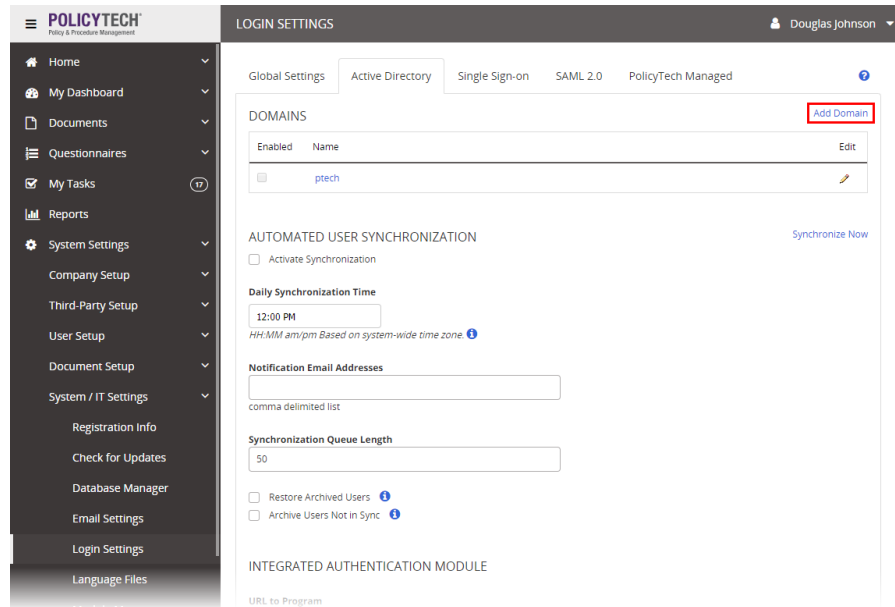 POLICYTECH
Policy & Procedure Management
LOGIN SETTINGS
Douglas Johnson
Home
My Dashboard
Documents
Questionnaires
My Tasks
17
Reports
System Settings
Company Setup
Third-Party Setup
User Setup
Document Setup
System / IT Settings
Registration Info
Check for Updates
Database Manager
Email Settings
Login Settings
Language Files
Global Settings Active Directory Single Sign-on SAML 2.0 PolicyTech Managed
DOMAINS
Add Domain
Enabled Name Edit
ptech
AUTOMATED USER SYNCHRONIZATION
Synchronize Now
Activate Synchronization
Daily Synchronization Time
12:00 PM
HH:MM am/pm Based on system-wide time zone.
Notification Email Addresses
comma delimited list
Synchronization Queue Length
50
Restore Archived Users
Archive Users Not in Sync
INTEGRATED AUTHENTICATION MODULE
URL to Program